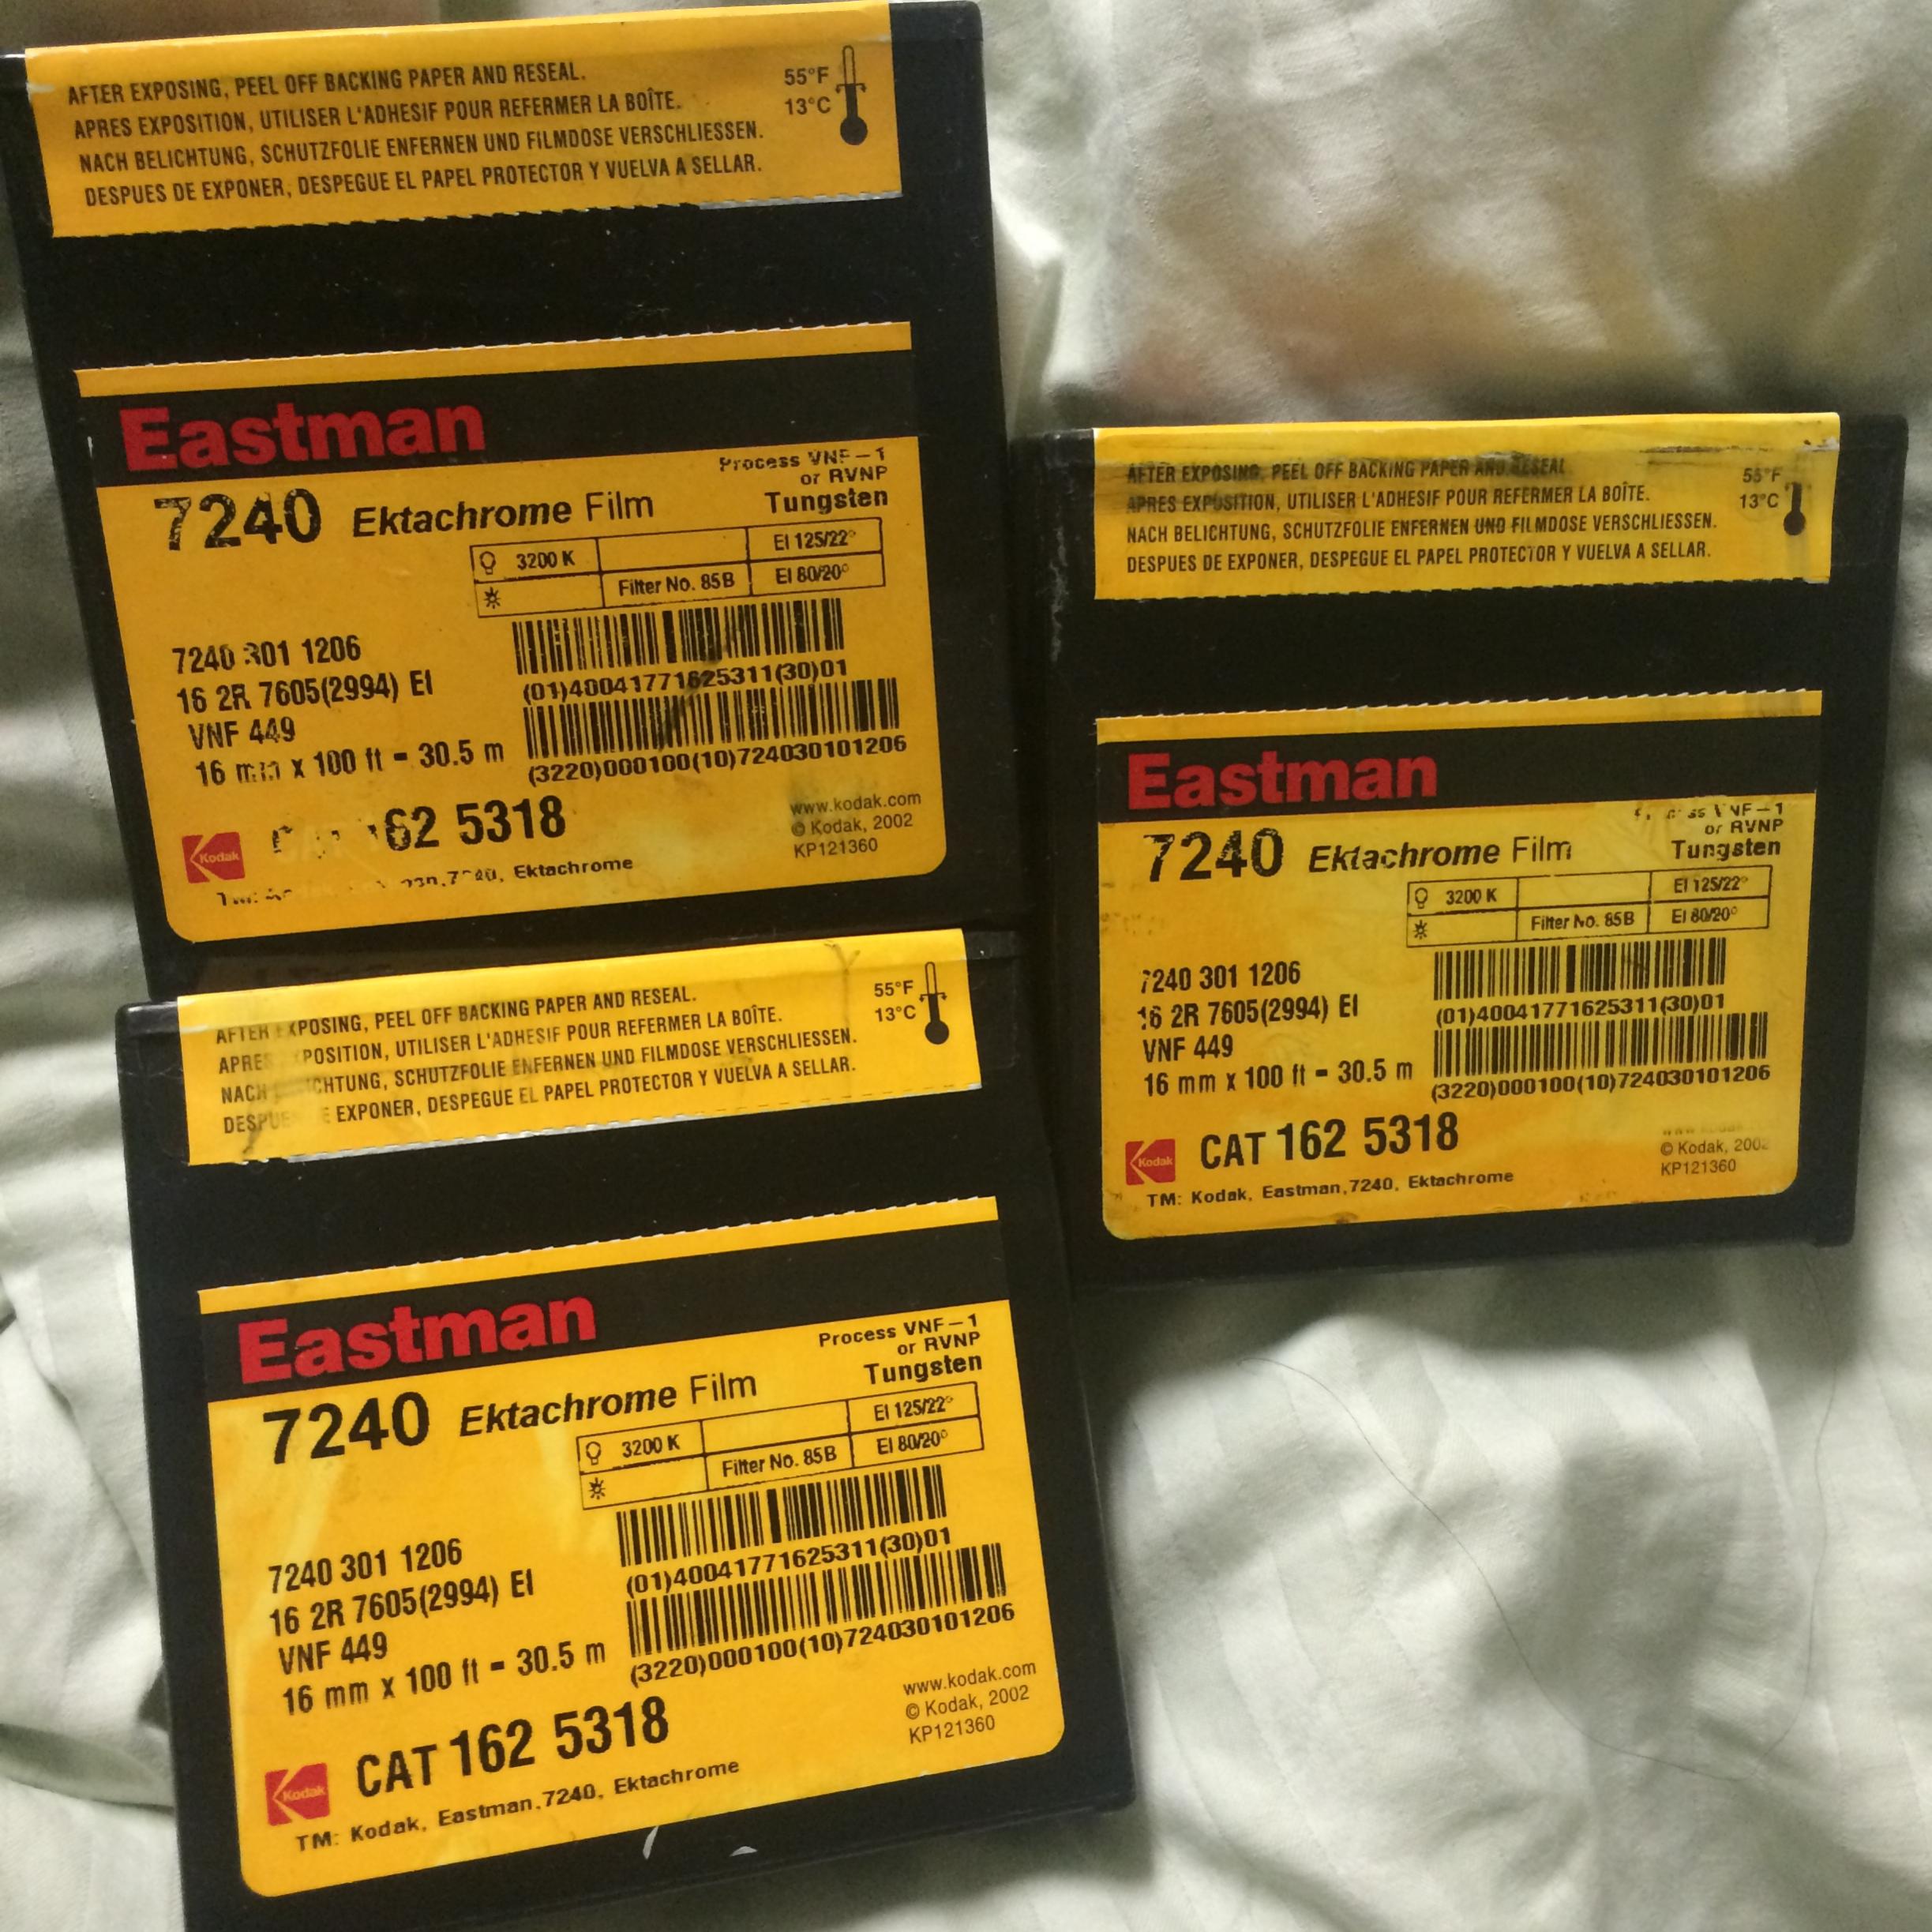 AFTER EXPOSING, PEEL OFF BACKING PAPER AND RESEAL.
APRES EXPOSITION, UTILISER L'ADHESIF POUR REFERMER LA BOÎTE.
NACH BELICHTUNG, SCHUTZFOLIE ENFERNEN UND FILMDOSE VERSCHLIESSEN.
DESPUES DE EXPONER, DESPEGUE EL PAPEL PROTECTOR Y VUELVA A SELLAR.
55°F
13°C
Eastman
Process VNF-1
or RVNP
Tungsten
7240 Ektachrome Film
3200 K EI 125/22°
Filter No. 85B EI 80/20°
7240 301 1206
16 2R 7605(2994) EI
VNF 449
16 mm x 100 ft - 30.5 m
(01)40041771625311(30)01
(3220)000100(10)724030101206
Kodak
162 5318
www.kodak.com
© Kodak, 2002
KP121360
Ektachrome
AFTER EXPOSING, PEEL OFF BACKING PAPER AND RESEAL
APRES EXPOSITION, UTILISER L'ADHESIF POUR REFERMER LA BOÎTE.
NACH BELICHTUNG, SCHUTZFOLIE ENFERNEN UND FILMDOSE VERSCHLIESSEN.
DESPUES DE EXPONER, DESPEGUE EL PAPEL PROTECTOR Y VUELVA A SELLAR.
55°F
13°C
Eastman
VNF-1
or RVNP
Tungsten
7240 Ektachrome Film
3200 K EI 125/22°
Filter No. 85B EI 80/20°
7240 301 1206
16 2R 7605(2994) EI
VNF 449
16 mm x 100 ft - 30.5 m
(01)40041771625311(30)01
(3220)000100(10)724030101206
Kodak
CAT 162 5318
© Kodak, 2002
KP121360
TM: Kodak, Eastman,7240, Ektachrome
AFTER EXPOSING, PEEL OFF BACKING PAPER AND RESEAL.
APRES POSITION, UTILISER L'ADHESIF POUR REFERMER LA BOÎTE.
NACH CHTUNG, SCHUTZFOLIE ENFERNEN UND FILMDOSE VERSCHLIESSEN.
DESPUE E EXPONER, DESPEGUE EL PAPEL PROTECTOR Y VUELVA A SELLAR.
55°F
13°C
Eastman
Process VNF-1
or RVNP
Tungsten
7240 Ektachrome Film
3200 K EI 125/22°
Filter No. 85B EI 80/20°
7240 301 1206
16 2R 7605(2994) EI
VNF 449
16 mm x 100 ft - 30.5 m
(01)40041771625311(30)01
(3220)000100(10)724030101206
Kodak
CAT 162 5318
www.kodak.com
© Kodak, 2002
KP121360
TM: Kodak, Eastman,7240, Ektachrome